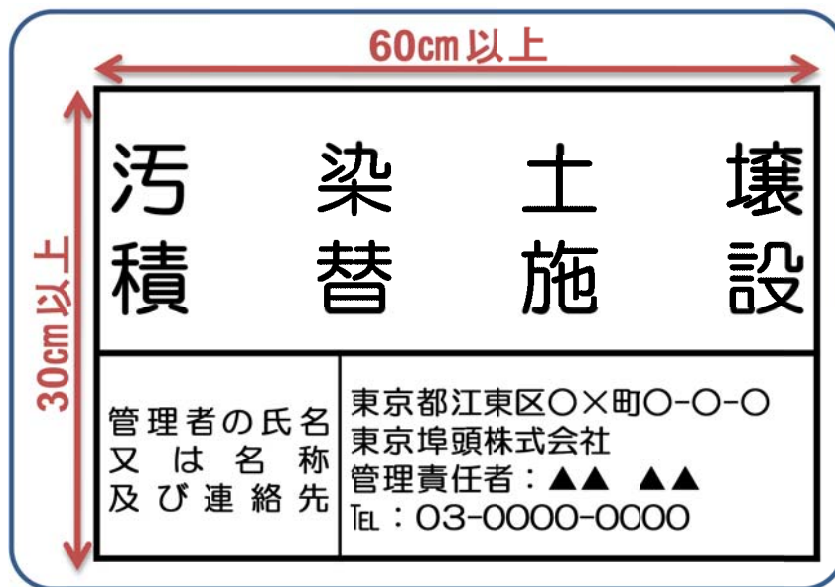 60cm以上
30cm以上
汚染土壌
積替施設
管理者の氏名
又は名称
及び連絡先
東京都江東区〇×町〇-〇-〇
東京埠頭株式会社
管理責任者：▲▲　▲▲
℡：03-0000-0000